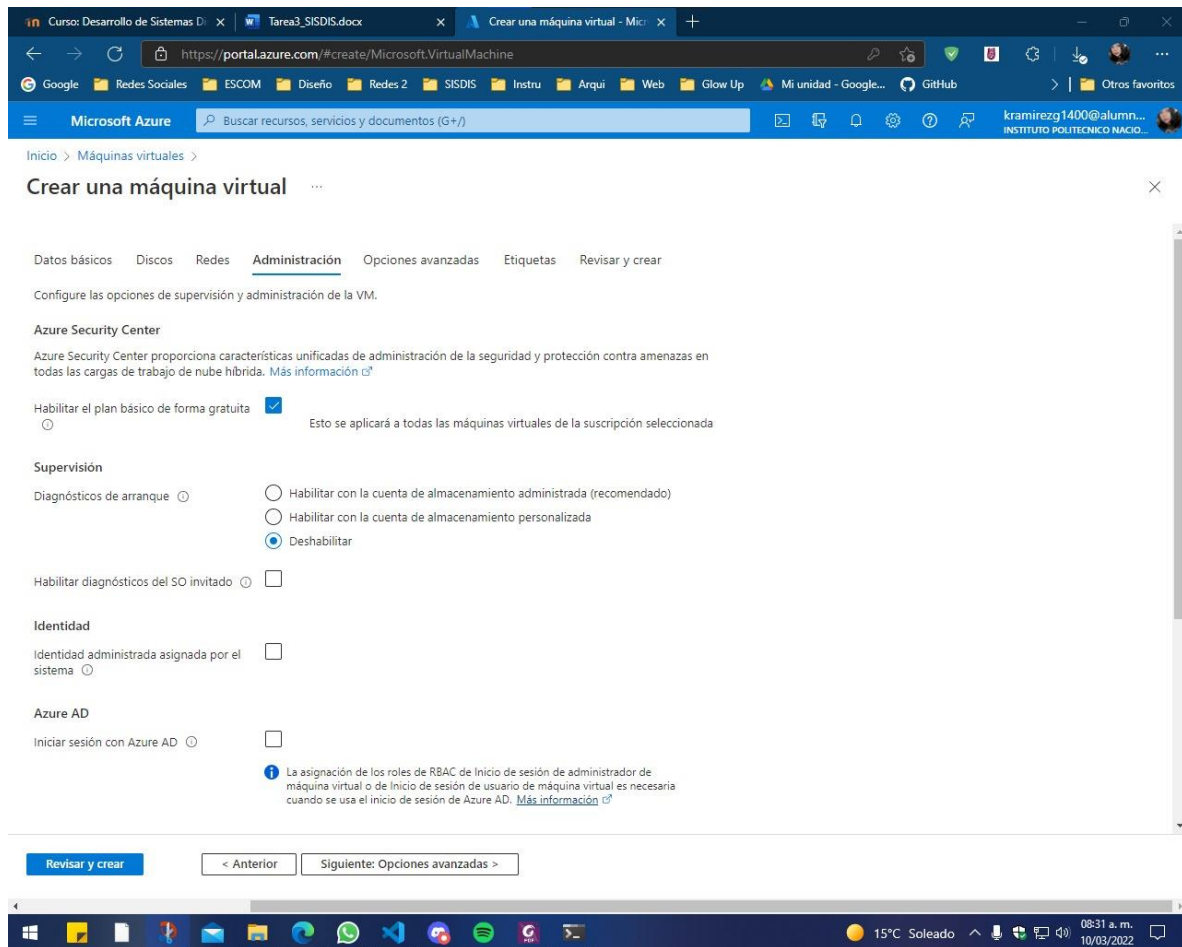 Curso: Desarrollo de Sistemas Di
Tarea3_SISDIS.docx
Crear una máquina virtual - Micr
https://portal.azure.com/#create/Microsoft.VirtualMachine
Google
Redes Sociales
ESCOM
Diseño
Redes 2
SISDIS
Instru
Arqui
Web
Glow Up
Mi unidad - Google...
GitHub
Otros favoritos
Microsoft Azure
Buscar recursos, servicios y documentos (G+/)
kramirezg1400@alumn...
INSTITUTO POLITECNICO NACIO...
Inicio > Máquinas virtuales >
Crear una máquina virtual ...
Datos básicos Discos Redes Administración Opciones avanzadas Etiquetas Revisar y crear
Configure las opciones de supervisión y administración de la VM.
Azure Security Center
Azure Security Center proporciona características unificadas de administración de la seguridad y protección contra amenazas en
todas las cargas de trabajo de nube híbrida. Más información
Habilitar el plan básico de forma gratuita
Esto se aplicará a todas las máquinas virtuales de la suscripción seleccionada
Supervisión
Diagnósticos de arranque
Habilitar con la cuenta de almacenamiento administrada (recomendado)
Habilitar con la cuenta de almacenamiento personalizada
Deshabilitar
Habilitar diagnósticos del SO invitado
Identidad
Identidad administrada asignada por el
sistema
Azure AD
Iniciar sesión con Azure AD
La asignación de los roles de RBAC de Inicio de sesión de administrador de
máquina virtual o de Inicio de sesión de usuario de máquina virtual es necesaria
cuando se usa el inicio de sesión de Azure AD. Más información
Revisar y crear
< Anterior
Siguiente: Opciones avanzadas >
15°C Soleado
08:31 a. m.
10/03/2022